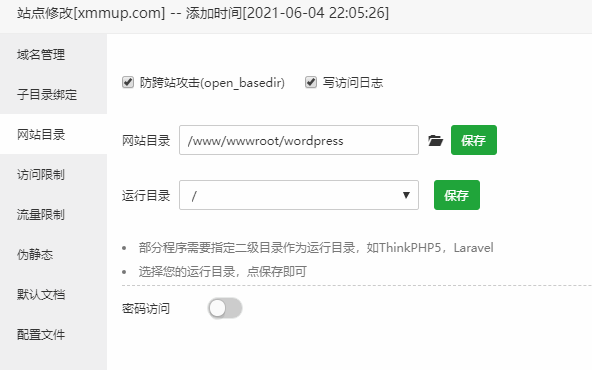 站点修改[xmmup.com] -- 添加时间[2021-06-04 22:05:26]
域名管理
子目录绑定
网站目录
访问限制
流量限制
伪静态
默认文档
配置文件
防跨站攻击(open_basedir) 写访问日志
网站目录 /www/wwwroot/wordpress 保存
运行目录 / 保存
部分程序需要指定二级目录作为运行目录，如ThinkPHP5，Laravel
选择您的运行目录，点保存即可
密码访问